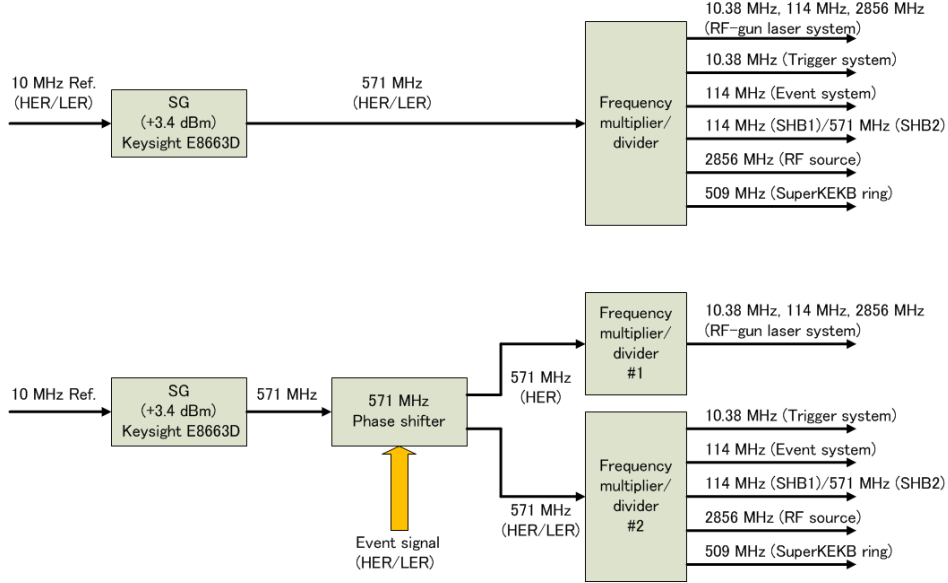 10 MHz Ref.
(HER/LER)
SG
(+3.4 dBm)
Keysight E8663D
571 MHz
(HER/LER)
Frequency
multiplier/
divider
10.38 MHz, 114 MHz, 2856 MHz
(RF-gun laser system)
10.38 MHz (Trigger system)
114 MHz (Event system)
114 MHz (SHB1)/571 MHz (SHB2)
2856 MHz (RF source)
509 MHz (SuperKEKB ring)
10 MHz Ref.
SG
(+3.4 dBm)
Keysight E8663D
571 MHz
571 MHz
Phase shifter
Event signal
(HER/LER)
571 MHz
(HER)
Frequency
multiplier/
divider
#1
10.38 MHz, 114 MHz, 2856 MHz
(RF-gun laser system)
571 MHz
(HER/LER)
Frequency
multiplier/
divider
#2
10.38 MHz (Trigger system)
114 MHz (Event system)
114 MHz (SHB1)/571 MHz (SHB2)
2856 MHz (RF source)
509 MHz (SuperKEKB ring)